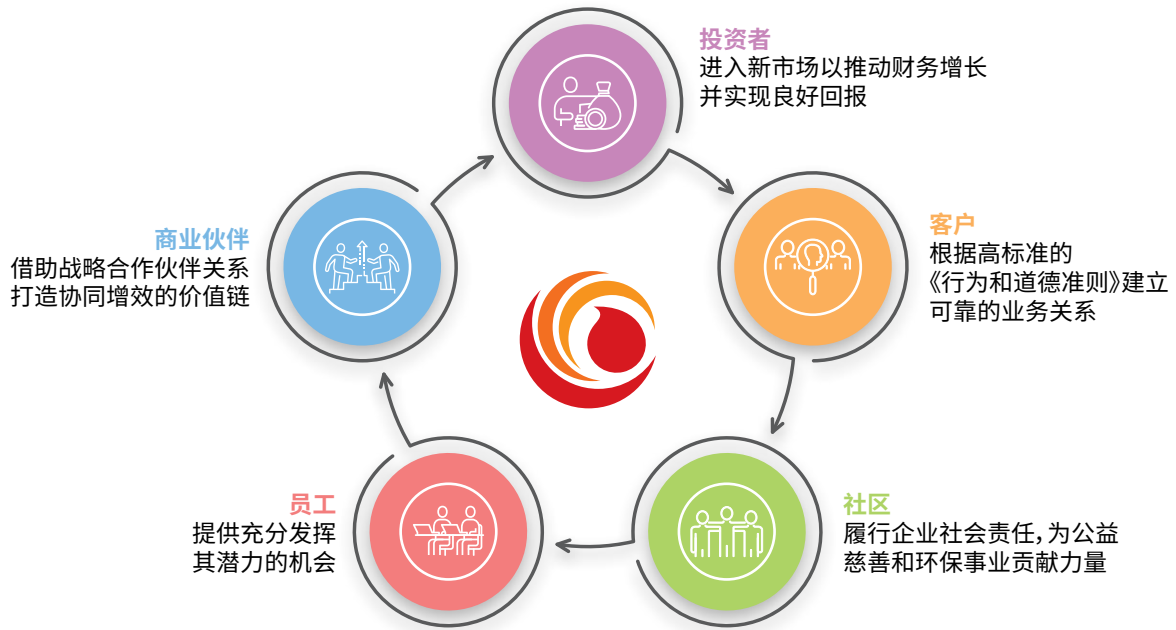 投资者
进入新市场以推动财务增长
并实现良好回报
客户
根据高标准的
《行为和道德准则》建立
可靠的业务关系
社区
履行企业社会责任，为公益
慈善和环保事业贡献力量
员工
提供充分发挥
其潜力的机会
商业伙伴
借助战略合作伙伴关系
打造协同增效的价值链